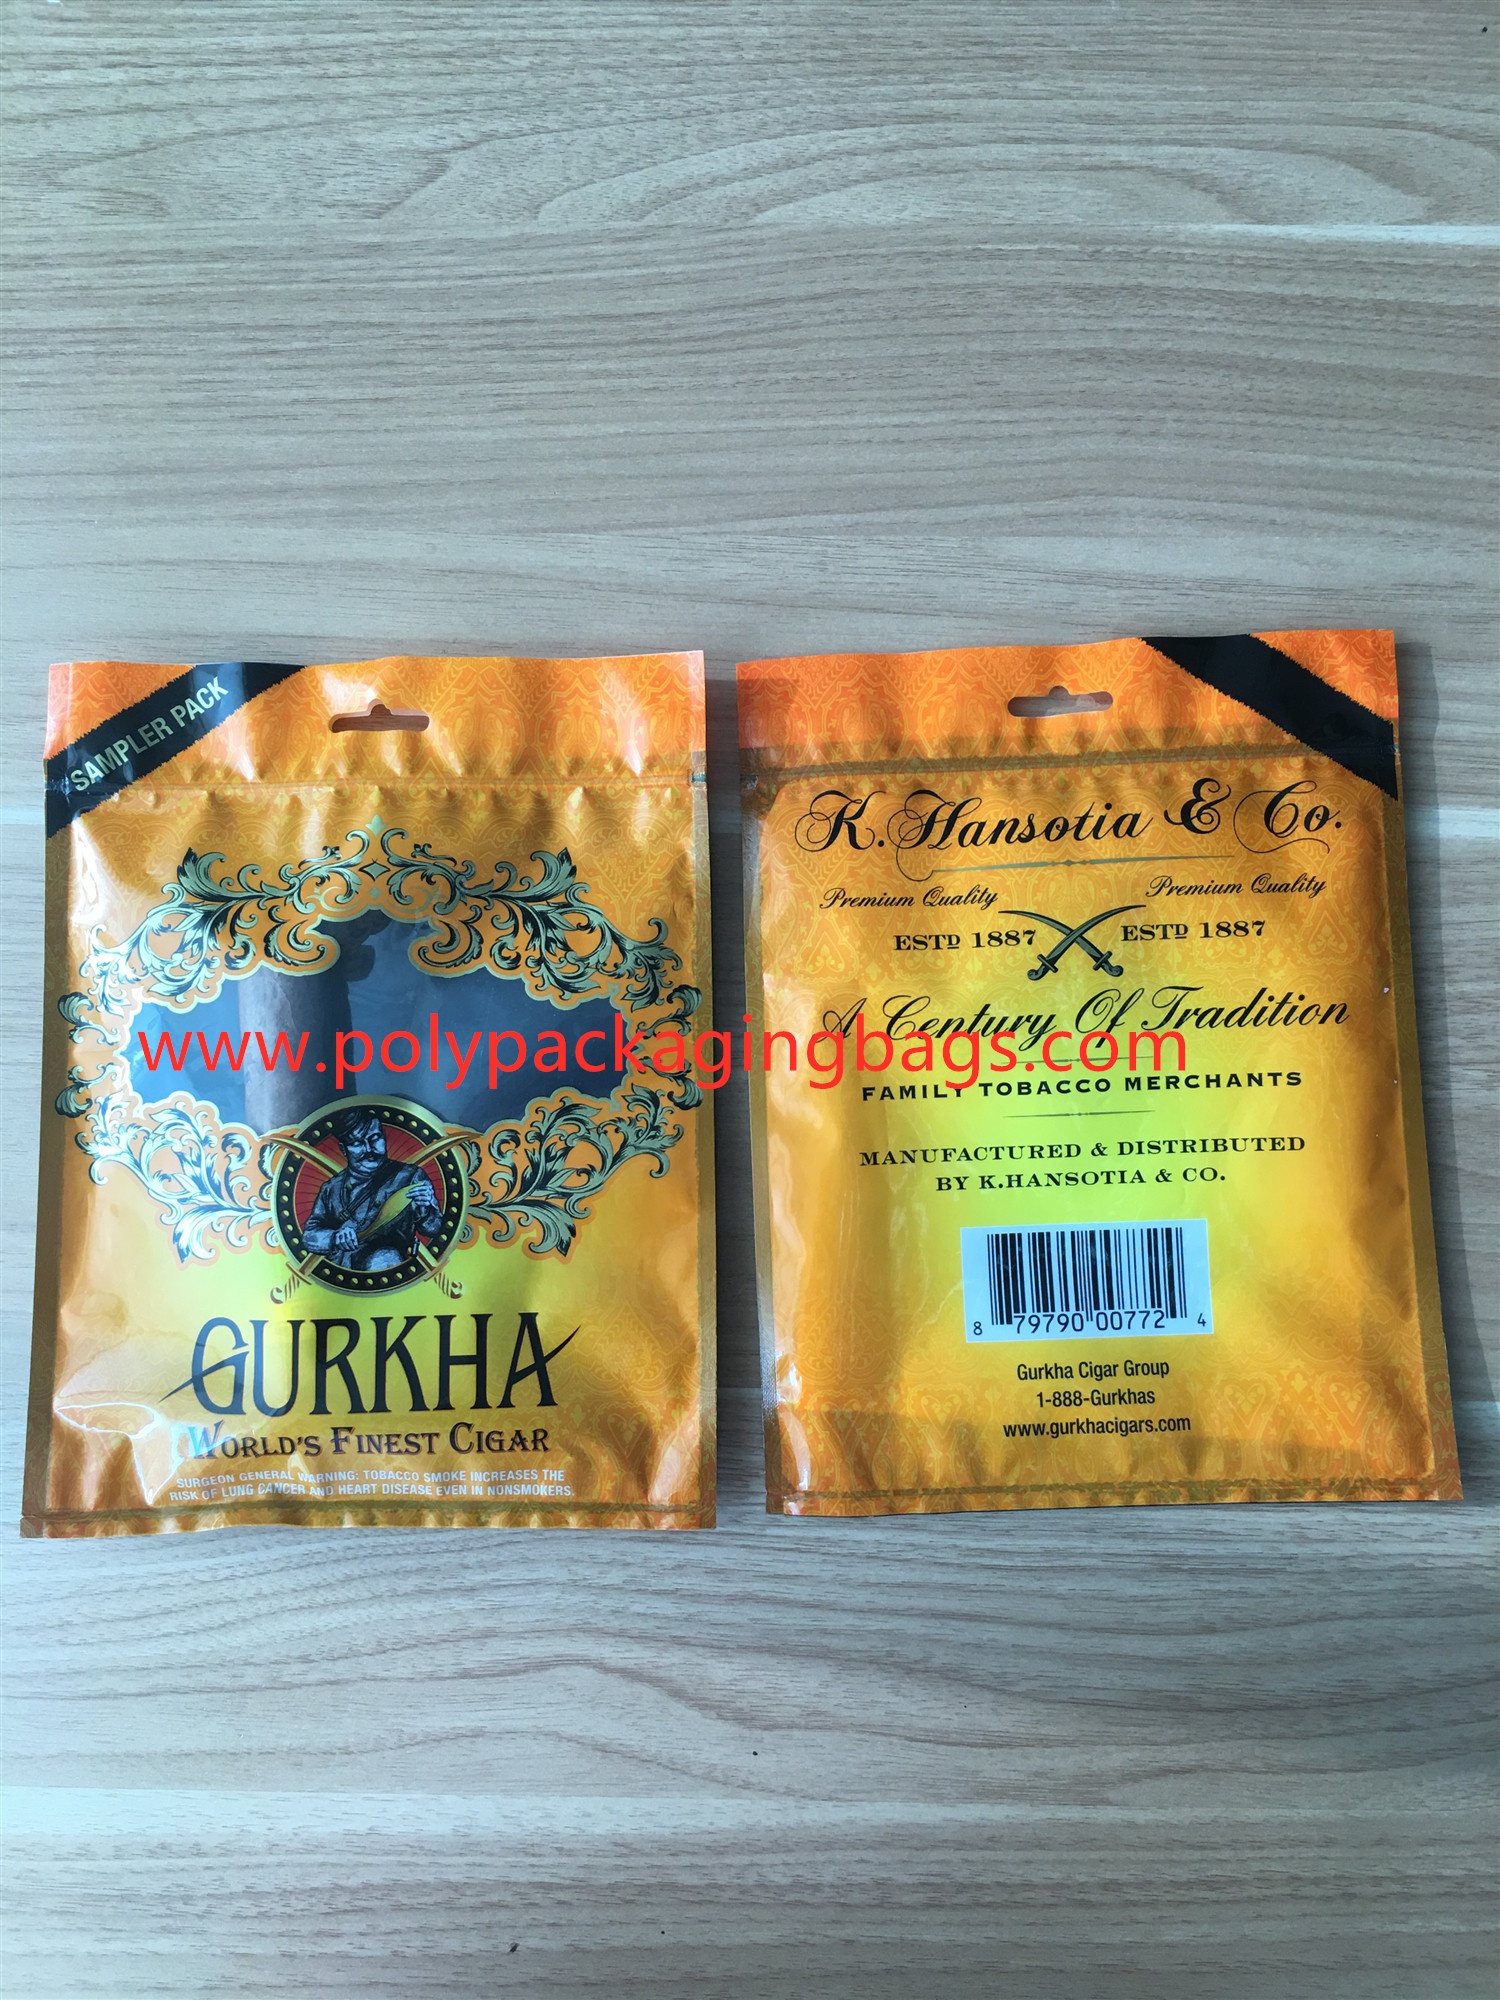 SAMPLER PACK
GURKHA
WORLD'S FINEST CIGAR
SURGEON GENERAL WARNING: TOBACCO SMOKE INCREASES THE
RISK OF LUNG CANCER AND HEART DISEASE EVEN IN NONSMOKERS.
www.polypackagingbags.com
K. Hansotia & Co.
Premium Quality Premium Quality
ESTD 1887 ESTD 1887
A Century Of Tradition
FAMILY TOBACCO MERCHANTS
MANUFACTURED & DISTRIBUTED
BY K.HANSOTIA & CO.
8 79790 00772 4
Gurkha Cigar Group
1-888-Gurkhas
www.gurkhacigars.com